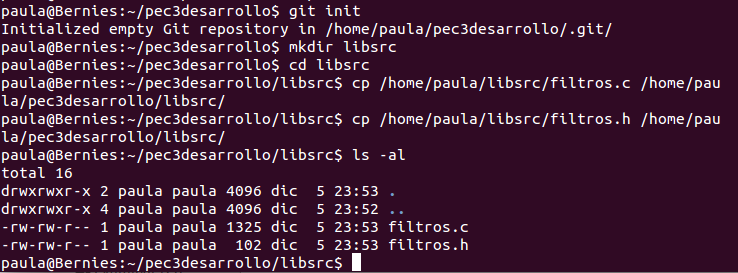 paula@Bernies:~/pec3desarrollo$ git init
Initialized empty Git repository in /home/paula/pec3desarrollo/.git/
paula@Bernies:~/pec3desarrollo$ mkdir libsrc
paula@Bernies:~/pec3desarrollo$ cd libsrc
paula@Bernies:~/pec3desarrollo/libsrc$ cp /home/paula/libsrc/filtros.c /home/pau
la/pec3desarrollo/libsrc/
paula@Bernies:~/pec3desarrollo/libsrc$ cp /home/paula/libsrc/filtros.h /home/pau
la/pec3desarrollo/libsrc/
paula@Bernies:~/pec3desarrollo/libsrc$ ls -al
total 16
drwxrwxr-x 2 paula paula 4096 dic  5 23:53 .
drwxrwxr-x 4 paula paula 4096 dic  5 23:52 ..
-rw-rw-r-- 1 paula paula 1325 dic  5 23:53 filtros.c
-rw-rw-r-- 1 paula paula  102 dic  5 23:53 filtros.h
paula@Bernies:~/pec3desarrollo/libsrc$